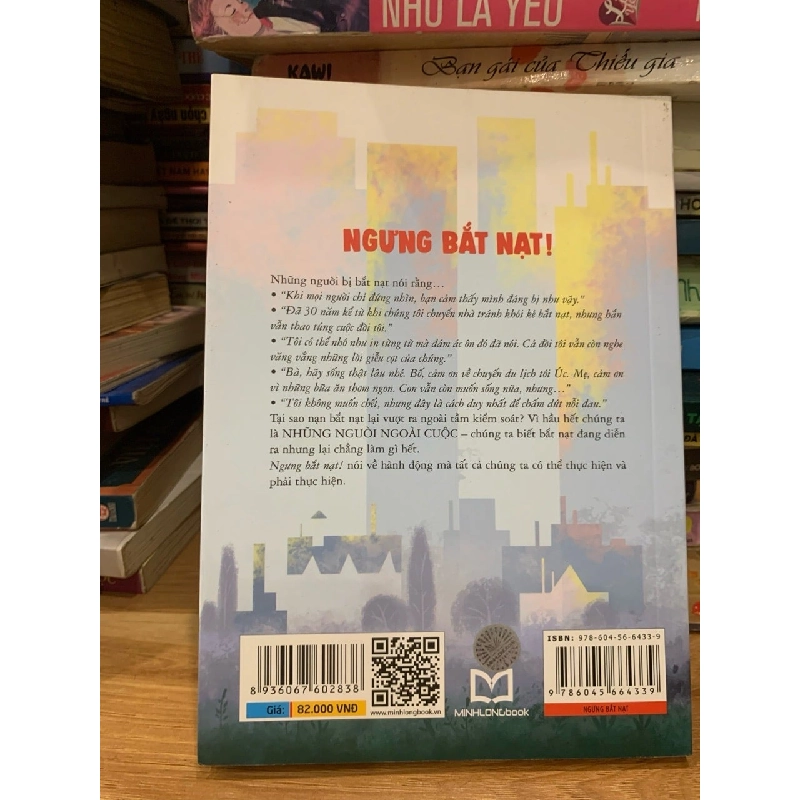 NHƯ LÀ YÊU
KAWI
Bạn gái của Thiếu gia
NGƯNG BẮT NẠT!
Những người bị bắt nạt nói rằng...
• "Khi mọi người chỉ đứng nhìn, bạn cảm thấy mình đáng bị như vậy."
• "Đã 30 năm kể từ khi chúng tôi chuyển nhà tránh khỏi kẻ bắt nạt, nhưng hắn
vẫn thao túng cuộc đời tôi."
• "Tôi có thể nhớ như in từng từ mà đám ác ôn đó đã nói. Cả đời tôi vẫn còn nghe
văng vẳng những lời giễu cợt của chúng."
• "Bà, hãy sống thật lâu nhé. Bố, cảm ơn về chuyến du lịch tới Úc. Mẹ, cảm ơn
vì những bữa ăn thơm ngon. Con vẫn còn muốn sống nữa, nhưng..."
• "Tôi không muốn chết, nhưng đây là cách duy nhất để chấm dứt nỗi đau."
Tại sao nạn bắt nạt lại vượt ra ngoài tầm kiểm soát? Vì hầu hết chúng ta
là NHỮNG NGƯỜI NGOÀI CUỘC – chúng ta biết bắt nạt đang diễn
ra nhưng lại chẳng làm gì hết.
Ngưng bắt nạt! nói về hành động mà tất cả chúng ta có thể thực hiện và
phải thực hiện.
8 936067 602838
Giá: 82.000 VNĐ
www.minhlongbook.vn
MINHLONGbook
ISBN: 978-604-56-6433-9
9 786045 664339
NGƯNG BẮT NẠT